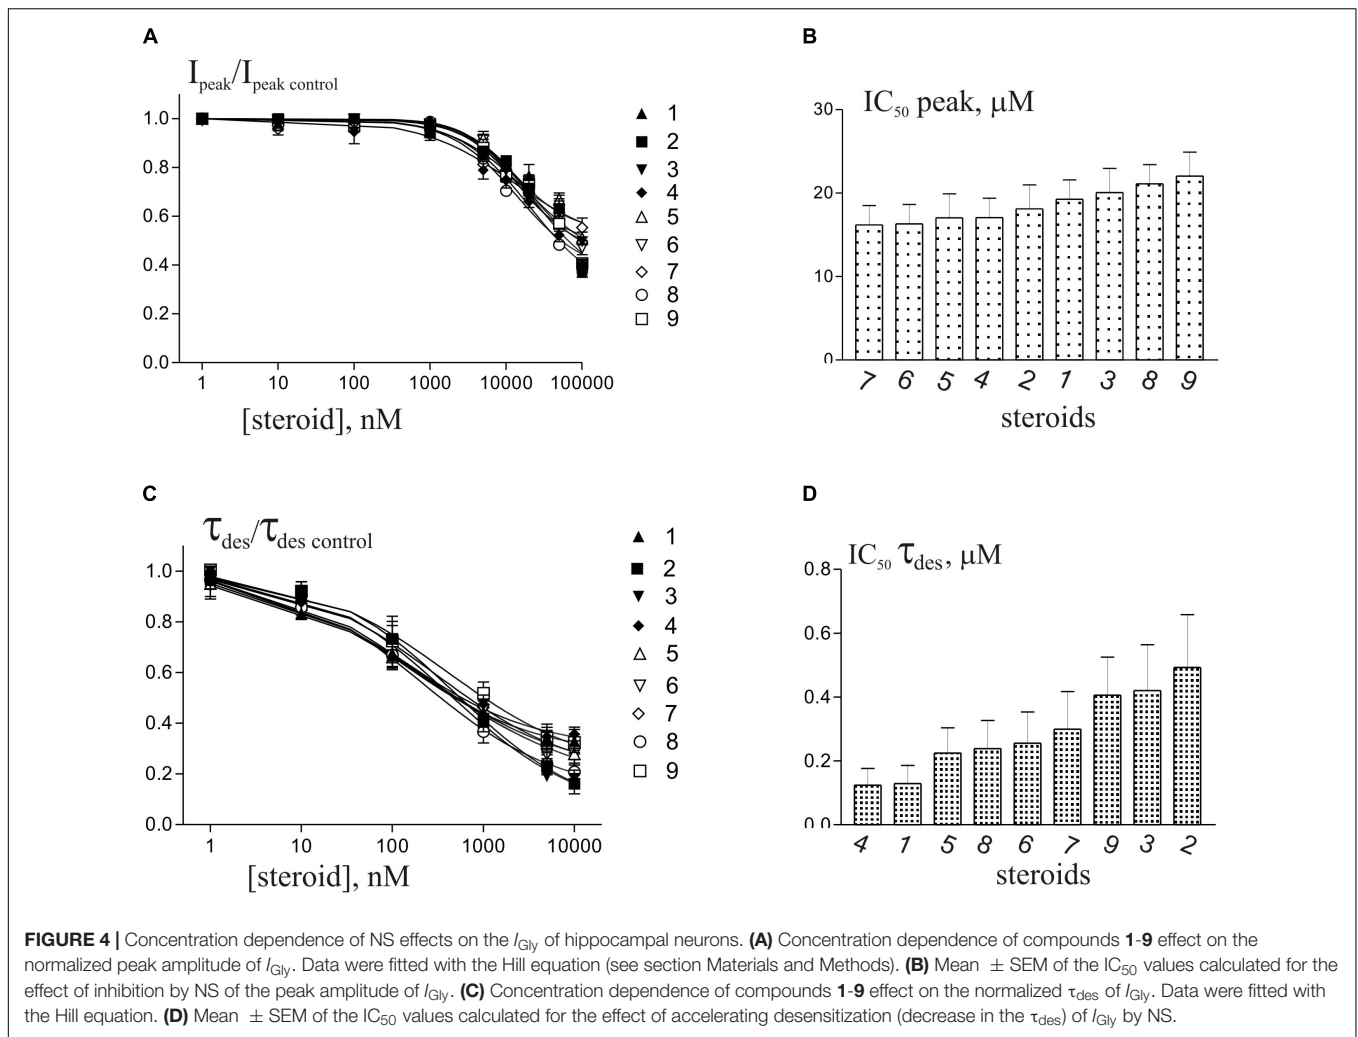 A
I peak/I peak control
1.0
0.8
0.6
0.4
0.2
0.0
1 10 100 1000 10000 100000
[steroid], nM
1
2
3
4
5
6
7
8
9
B
IC50 peak, μM
30
20
10
0
7 6 5 4 2 1 3 8 9
steroids
C
τdes/τdes control
1.0
0.8
0.6
0.4
0.2
0.0
1 10 100 1000 10000
[steroid], nM
1
2
3
4
5
6
7
8
9
D
IC50 τdes, μM
0.8
0.6
0.4
0.2
0.0
4 1 5 8 6 7 9 3 2
steroids
FIGURE 4 | Concentration dependence of NS effects on the IGly of hippocampal neurons. (A) Concentration dependence of compounds 1-9 effect on the
normalized peak amplitude of IGly. Data were fitted with the Hill equation (see section Materials and Methods). (B) Mean ± SEM of the IC50 values calculated for the
effect of inhibition by NS of the peak amplitude of IGly. (C) Concentration dependence of compounds 1-9 effect on the normalized τdes of IGly. Data were fitted with
the Hill equation. (D) Mean ± SEM of the IC50 values calculated for the effect of accelerating desensitization (decrease in the τdes) of IGly by NS.